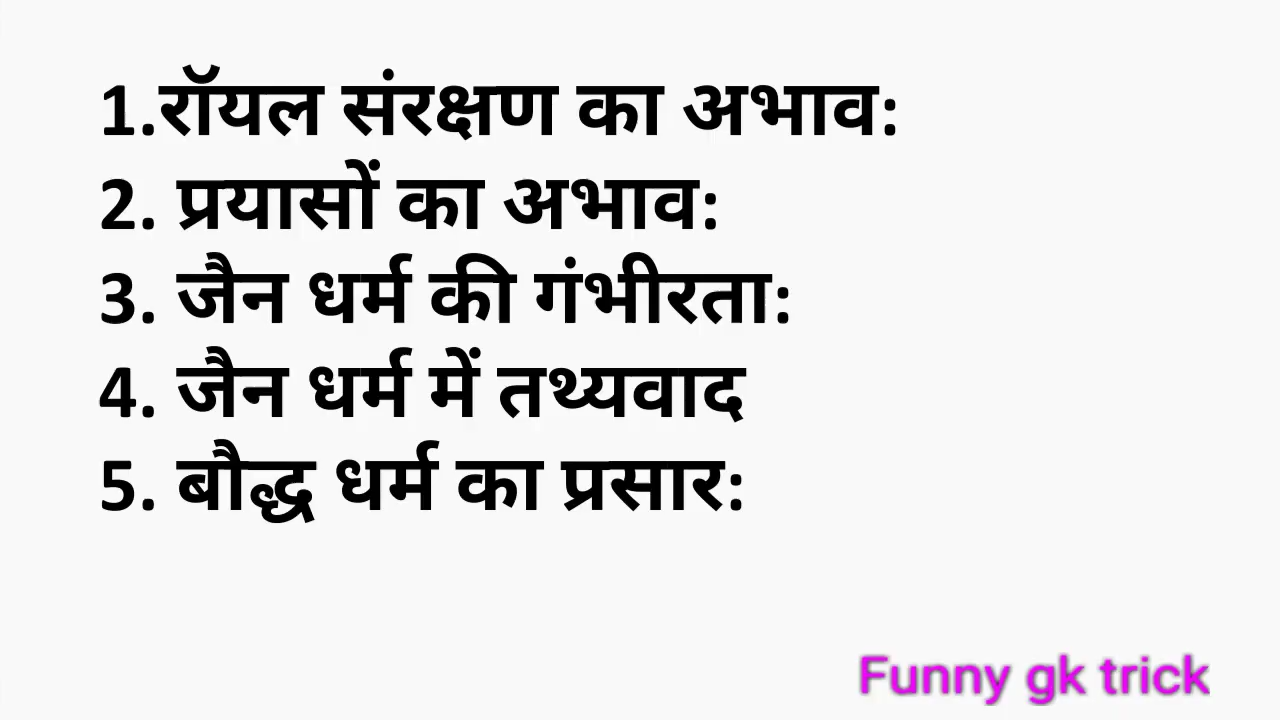 1.रॉयल संरक्षण का अभाव:
2. प्रयासों का अभाव:
3. जैन धर्म की गंभीरता:
4. जैन धर्म में तथ्यवाद
5. बौद्ध धर्म का प्रसार:
Funny gk trick